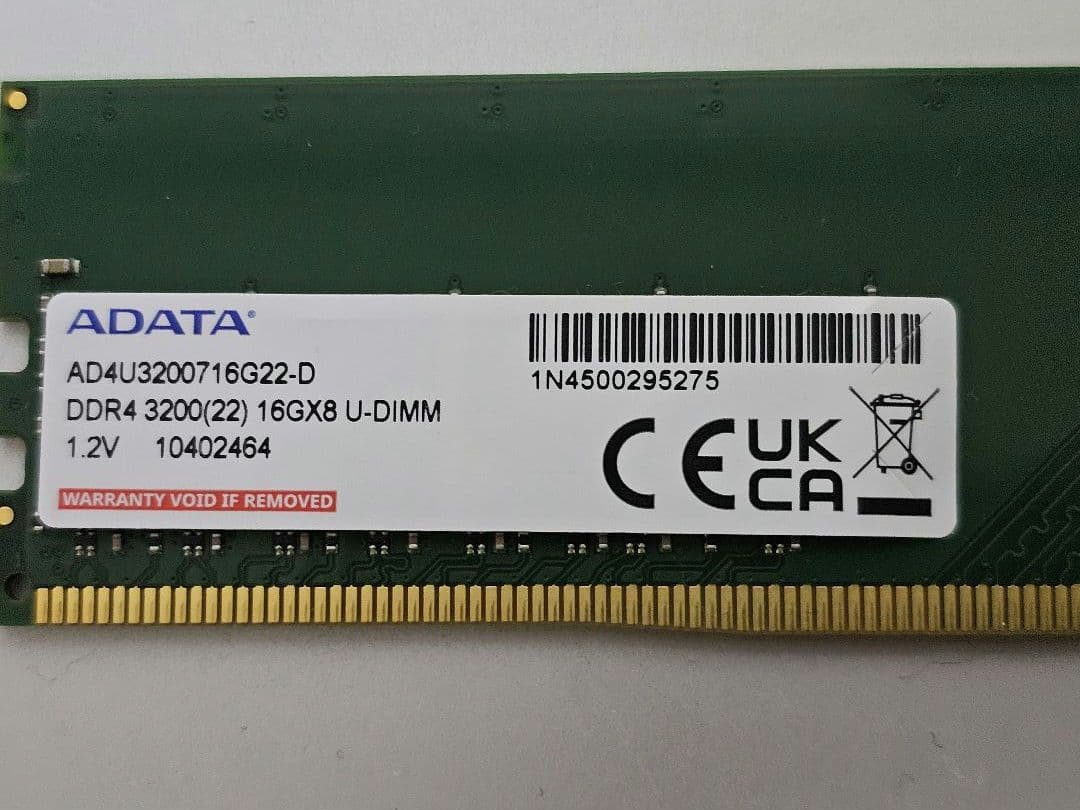 ADATA®
AD4U3200716G22-D
DDR4 3200(22) 16GX8 U-DIMM
1.2V 10402464
WARRANTY VOID IF REMOVED
1N4500295275
CE UK
CA